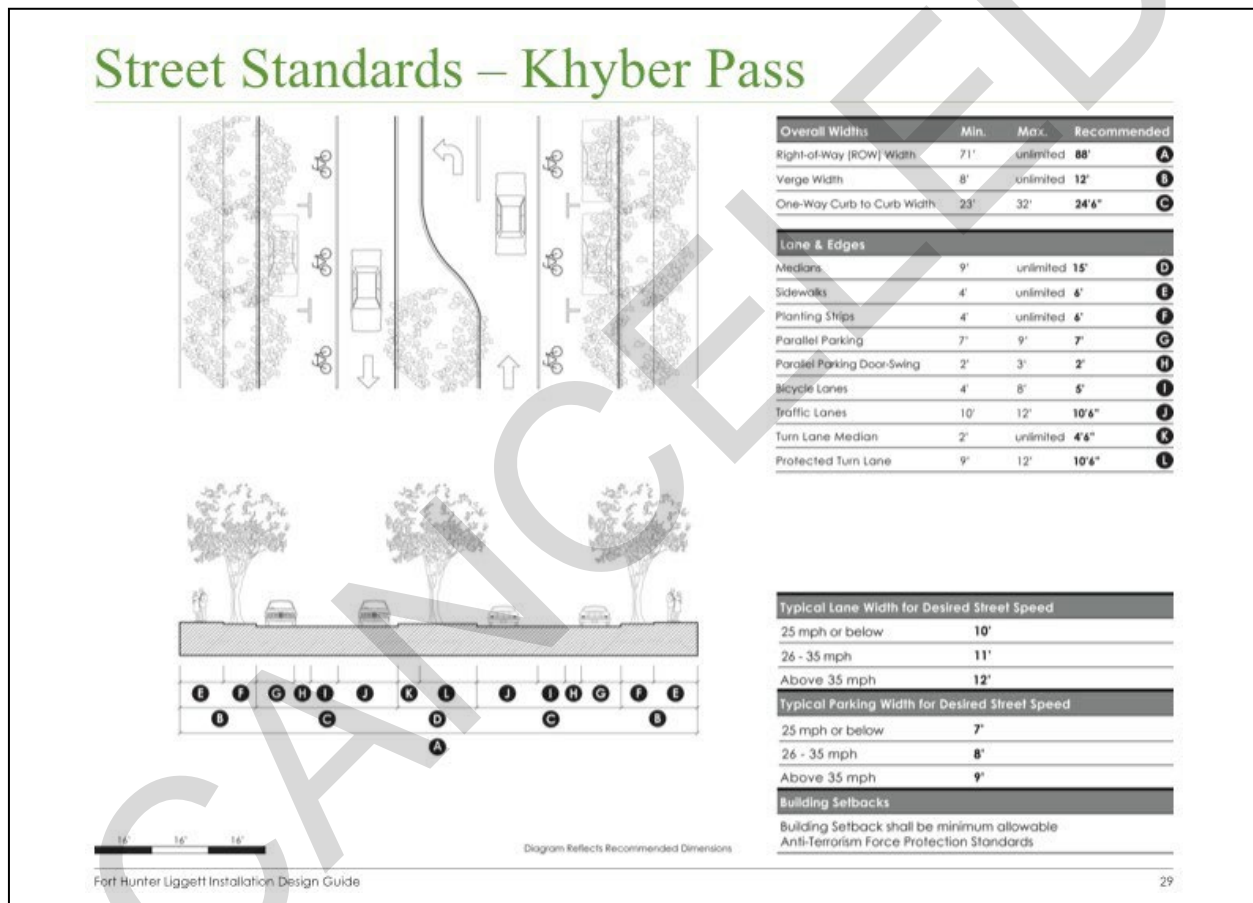 Street Standards – Khyber Pass
Overall Widths Min. Max. Recommended
Right-of-Way (ROW) Width 71' unlimited 88' A
Verge Width 8' unlimited 12' B
One-Way Curb to Curb Width 23' 32' 24'6" C
Lane & Edges
Medians 9' unlimited 15' D
Sidewalks 4' unlimited 6' E
Planting Strips 4' unlimited 6' F
Parallel Parking 7' 9' 7' G
Parallel Parking Door-Swing 2' 3' 2' H
Bicycle Lanes 4' 8' 5' I
Traffic Lanes 10' 12' 10'6" J
Turn Lane Median 2' unlimited 4'6" K
Protected Turn Lane 9' 12' 10'6" L
E F G H I J K L J I H G F E
B C D C B
A
Typical Lane Width for Desired Street Speed
25 mph or below 10'
26 - 35 mph 11'
Above 35 mph 12'
Typical Parking Width for Desired Street Speed
25 mph or below 7'
26 - 35 mph 8'
Above 35 mph 9'
Building Setbacks
Building Setback shall be minimum allowable
Anti-Terrorism Force Protection Standards
16' 16' 16'
Diagram Reflects Recommended Dimensions
Fort Hunter Liggett Installation Design Guide 29
CANCELED